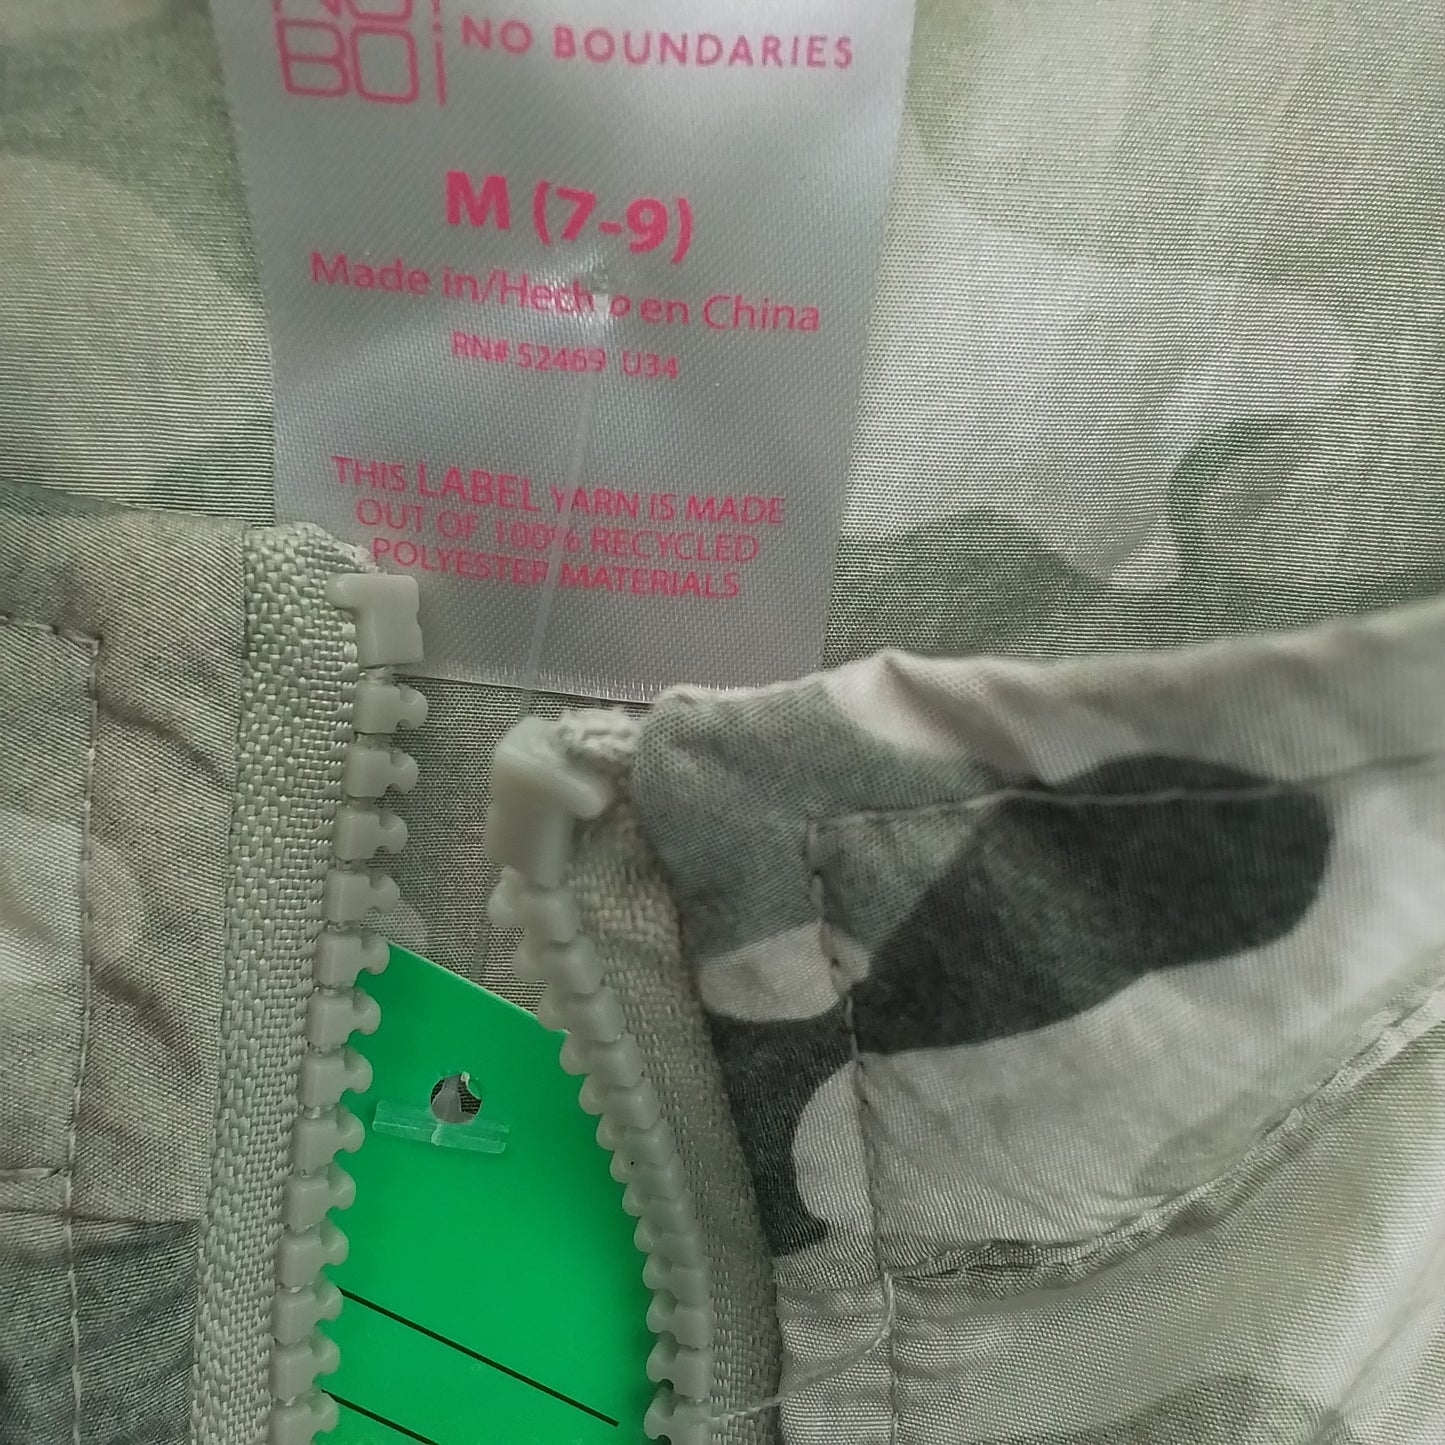 NO
BO
NO BOUNDARIES
M (7-9)
Made in/Hecho en China
RN# 52469 U34
THIS LABEL YARN IS MADE
OUT OF 100% RECYCLED
POLYESTER MATERIALS